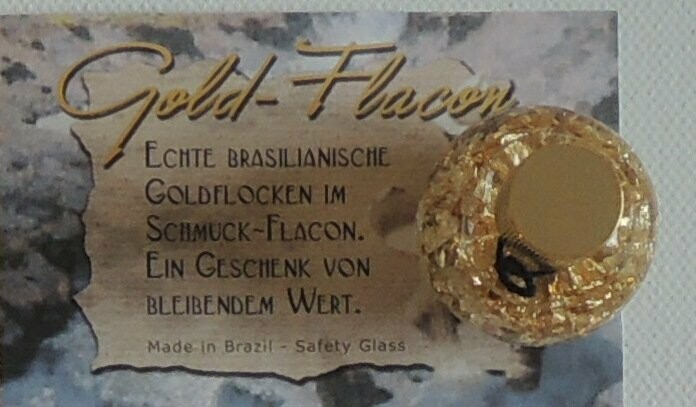 Gold-Flacon
Echte brasilianische
Goldflocken im
Schmuck~Flacon.
Ein Geschenk von
bleibendem Wert.
Made in Brazil - Safety Glass